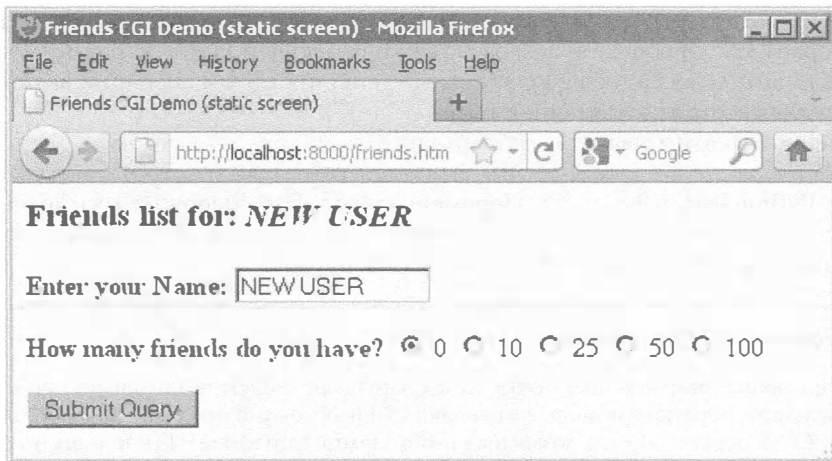 Friends CGI Demo (static screen) - Mozilla Firefox
File Edit View History Bookmarks Tools Help
Friends CGI Demo (static screen) +
http://localhost:8000/friends.htm Google
Friends list for: NEW USER
Enter your Name: NEW USER
How many friends do you have? 0 10 25 50 100
Submit Query